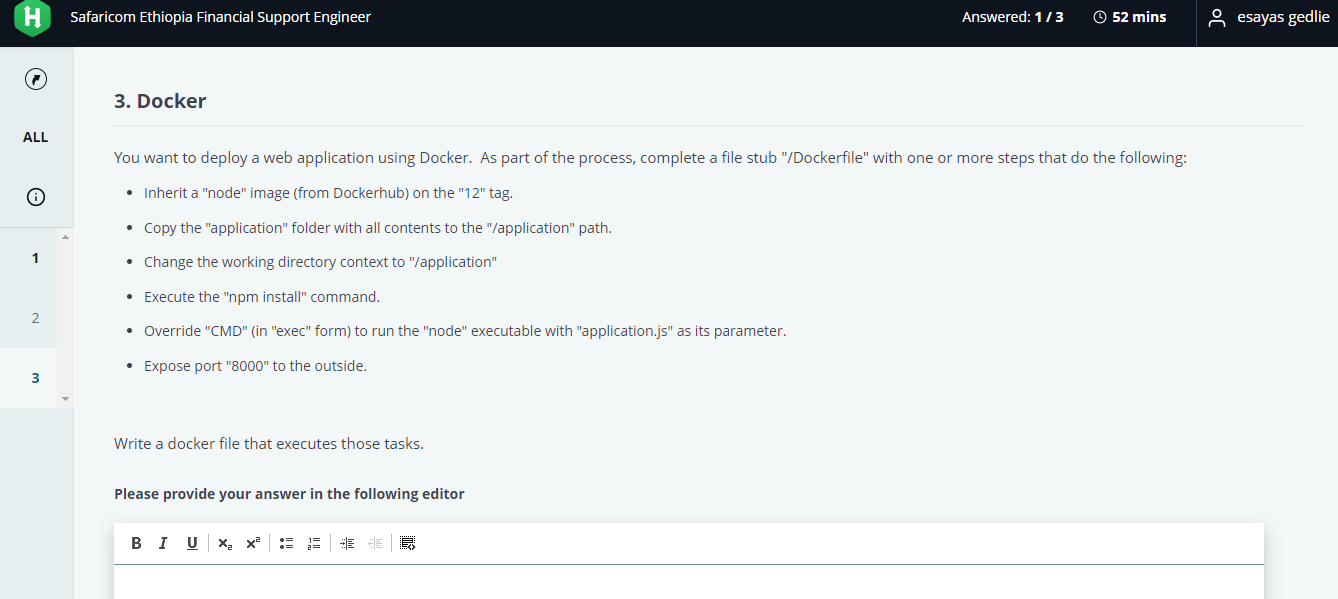 Safaricom Ethiopia Financial Support Engineer
Answered: 1 / 3
52 mins
esayas gedlie
ALL
1
2
3
3. Docker
You want to deploy a web application using Docker.  As part of the process, complete a file stub "/Dockerfile" with one or more steps that do the following:
Inherit a "node" image (from Dockerhub) on the "12" tag.
Copy the "application" folder with all contents to the "/application" path.
Change the working directory context to "/application"
Execute the "npm install" command.
Override "CMD" (in "exec" form) to run the "node" executable with "application.js" as its parameter.
Expose port "8000" to the outside.
Write a docker file that executes those tasks.
Please provide your answer in the following editor
B I U x₂ x²